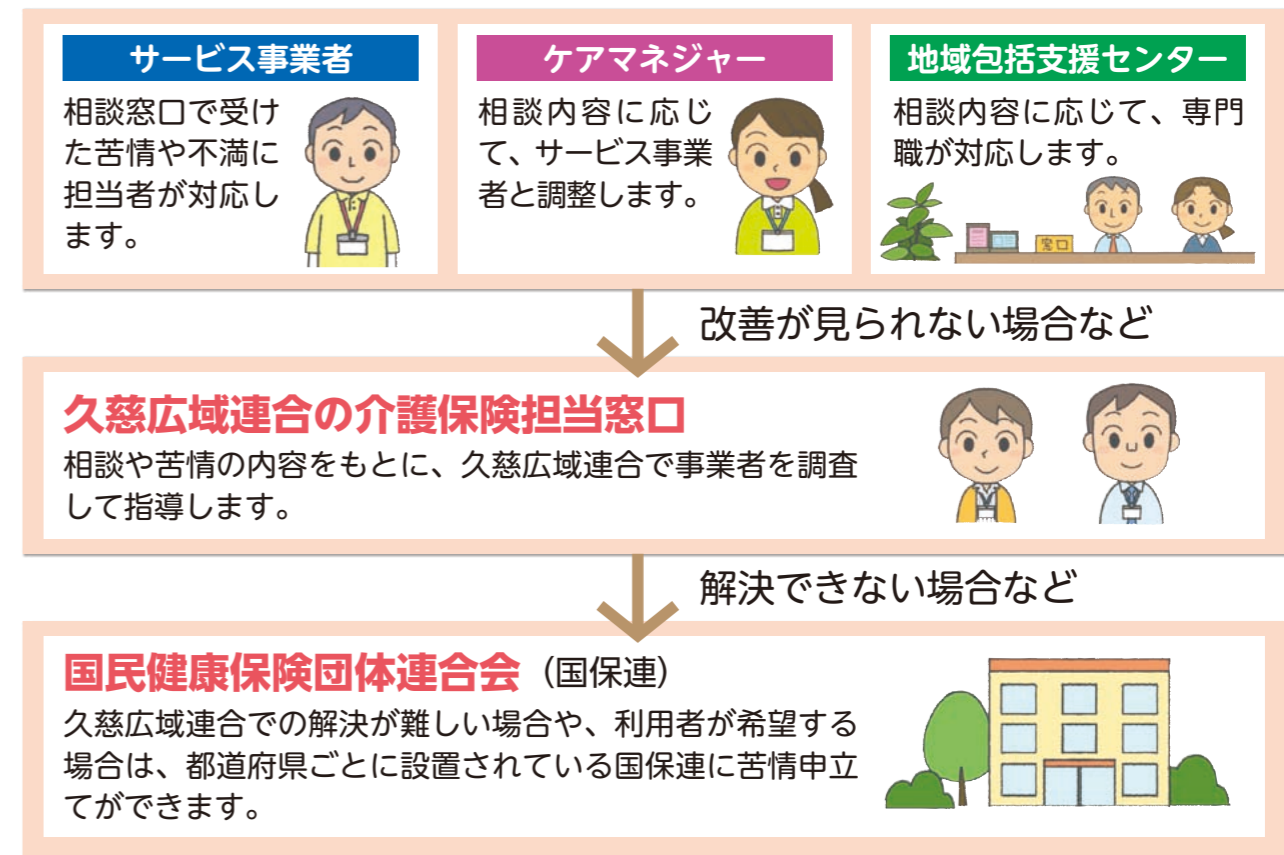 サービス事業者
相談窓口で受け
た苦情や不満に
担当者が対応し
ます。
ケアマネジャー
相談内容に応じ
て、サービス事業
者と調整します。
地域包括支援センター
相談内容に応じて、専門
職が対応します。
窓口
改善が見られない場合など
久慈広域連合の介護保険担当窓口
相談や苦情の内容をもとに、久慈広域連合で事業者を調査
して指導します。
解決できない場合など
国民健康保険団体連合会（国保連）
久慈広域連合での解決が難しい場合や、利用者が希望する
場合は、都道府県ごとに設置されている国保連に苦情申立
てができます。